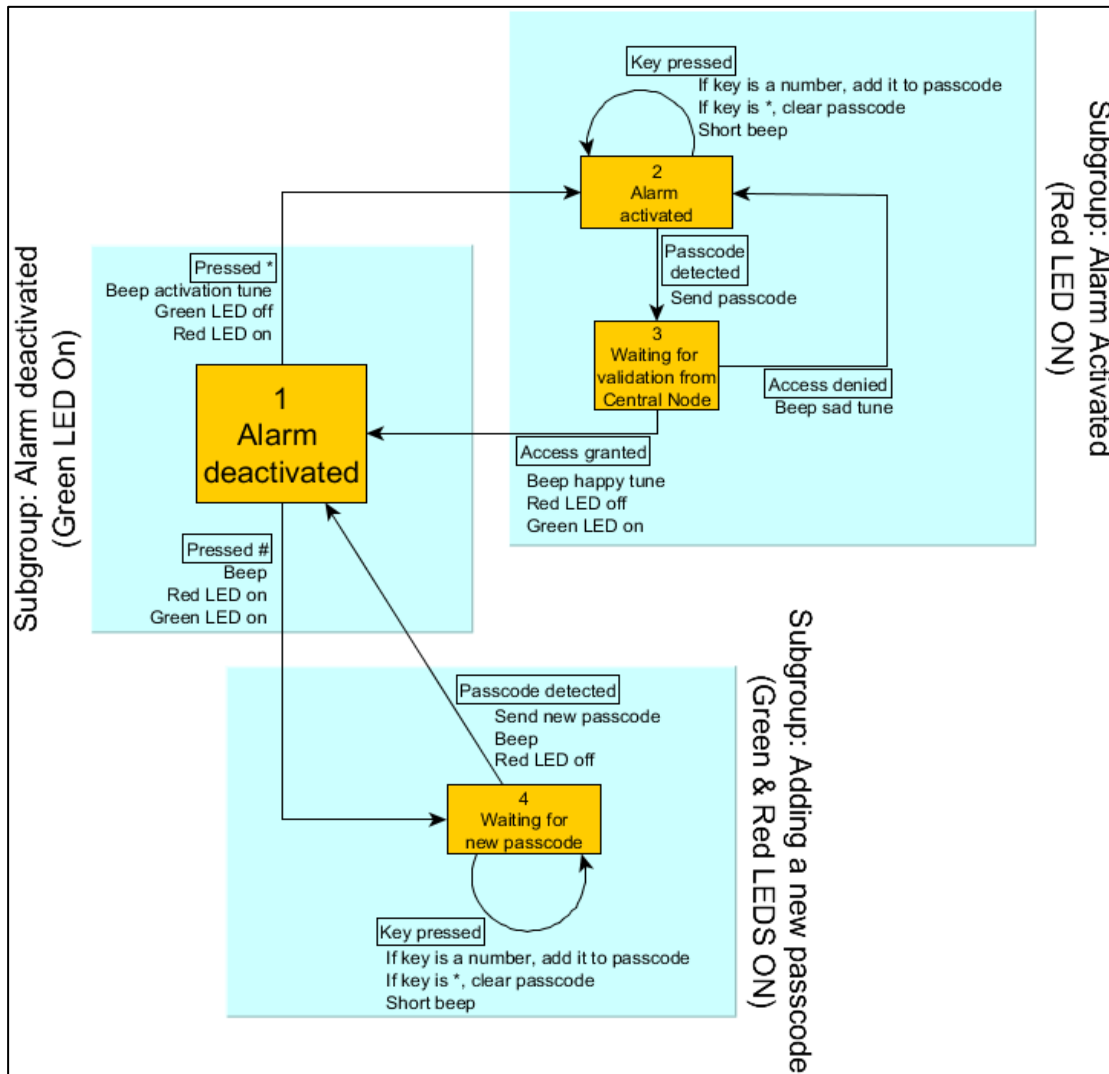 Subgroup: Alarm deactivated
(Green LED On)
Subgroup: Alarm Activated
(Red LED ON)
Key pressed
If key is a number, add it to passcode
If key is *, clear passcode
Short beep
2
Alarm
activated
Passcode
detected
Send passcode
3
Waiting for
validation from
Central Node
Access denied
Beep sad tune
Access granted
Beep happy tune
Red LED off
Green LED on
Pressed *
Beep activation tune
Green LED off
Red LED on
1
Alarm
deactivated
Pressed #
Beep
Red LED on
Green LED on
Subgroup: Adding a new passcode
(Green & Red LEDS ON)
Passcode detected
Send new passcode
Beep
Red LED off
4
Waiting for
new passcode
Key pressed
If key is a number, add it to passcode
If key is *, clear passcode
Short beep